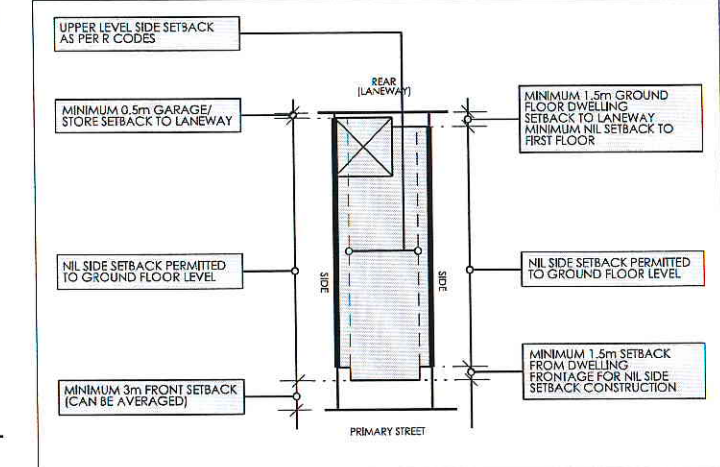 UPPER LEVEL SIDE SETBACK
AS PER R CODES
REAR
(LANEWAY)
MINIMUM 0.5m GARAGE/
STORE SETBACK TO LANEWAY
MINIMUM 1.5m GROUND
FLOOR DWELLING
SETBACK TO LANEWAY
MINIMUM NIL SETBACK TO
FIRST FLOOR
NIL SIDE SETBACK PERMITTED
TO GROUND FLOOR LEVEL
SIDE
SIDE
NIL SIDE SETBACK PERMITTED
TO GROUND FLOOR LEVEL
MINIMUM 3m FRONT SETBACK
(CAN BE AVERAGED)
MINIMUM 1.5m SETBACK
FROM DWELLING
FRONTAGE FOR NIL SIDE
SETBACK CONSTRUCTION
PRIMARY STREET